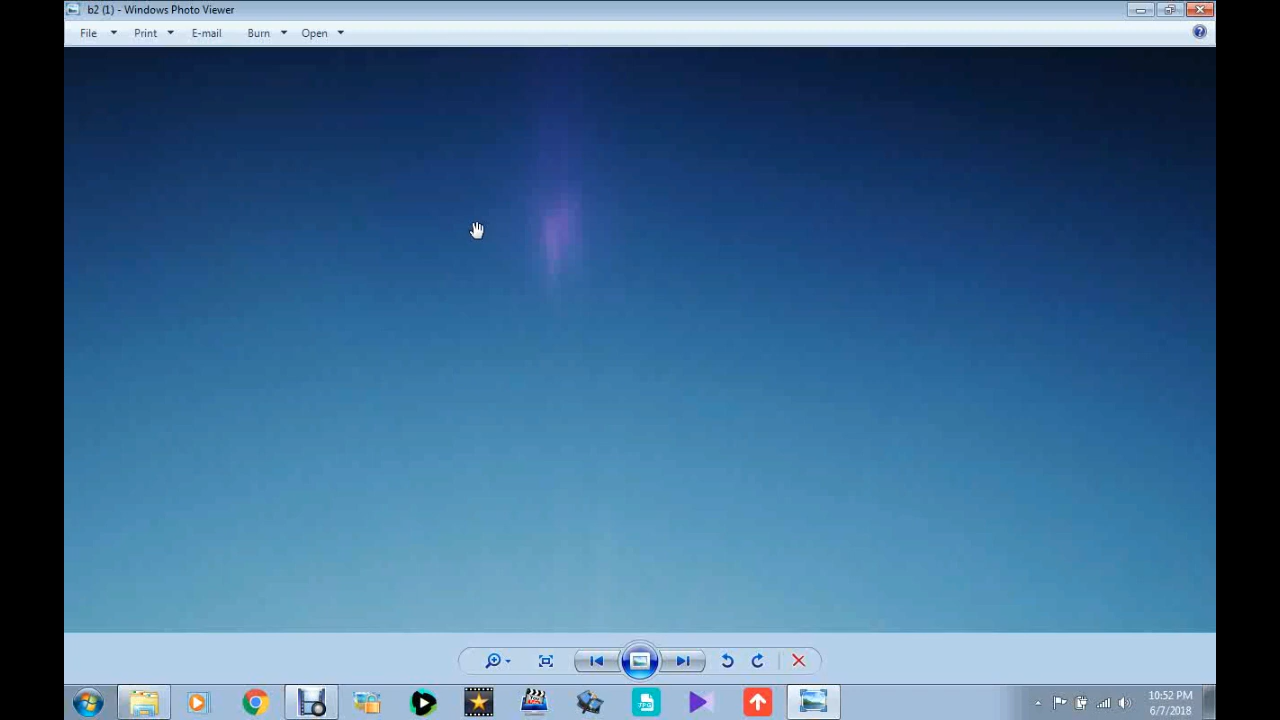 b2 (1) - Windows Photo Viewer
File Print E-mail Burn Open
10:52 PM
6/7/2018